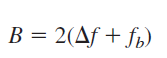 B = 2(Δf + f_b)